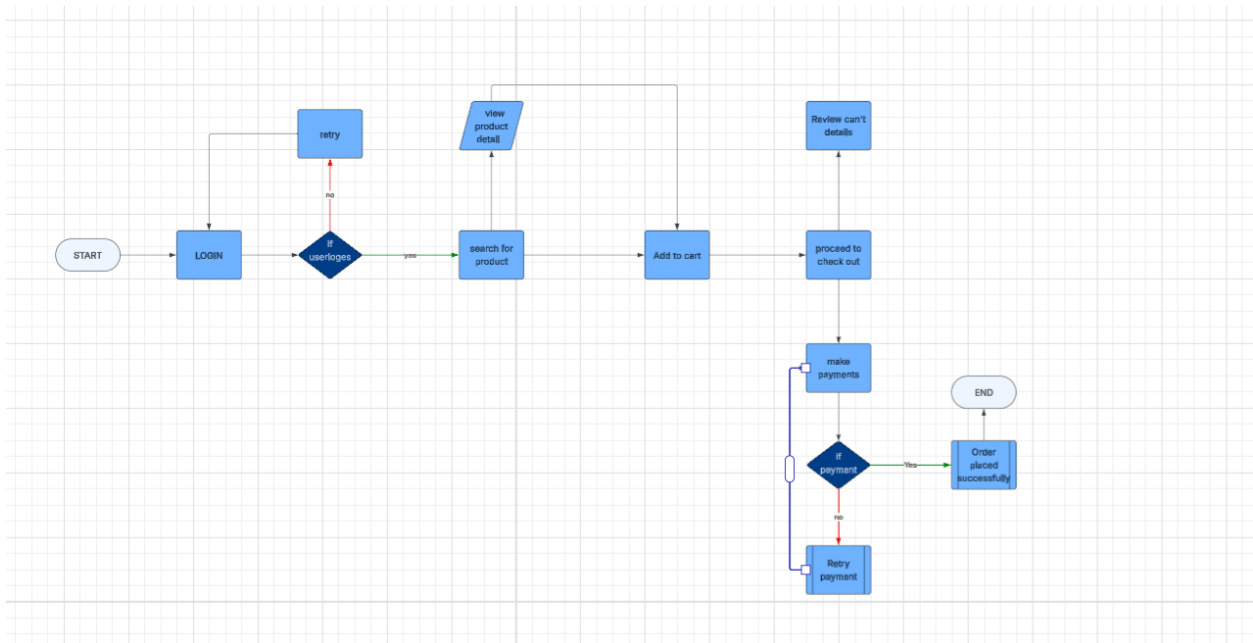 START
LOGIN
retry
no
if
userloges
yes
search for
product
view
product
detail
Add to cart
proceed to
check out
Review can't
details
make
payments
if
payment
Yes
Order
placed
successfully
END
no
Retry
payment